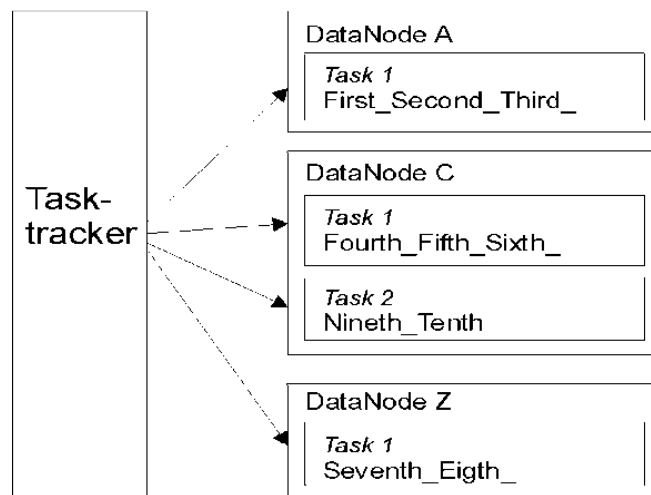 Task-
tracker
DataNode A
Task 1
First_Second_Third_
DataNode C
Task 1
Fourth_Fifth_Sixth_
Task 2
Nineth_Tenth
DataNode Z
Task 1
Seventh_Eigth_